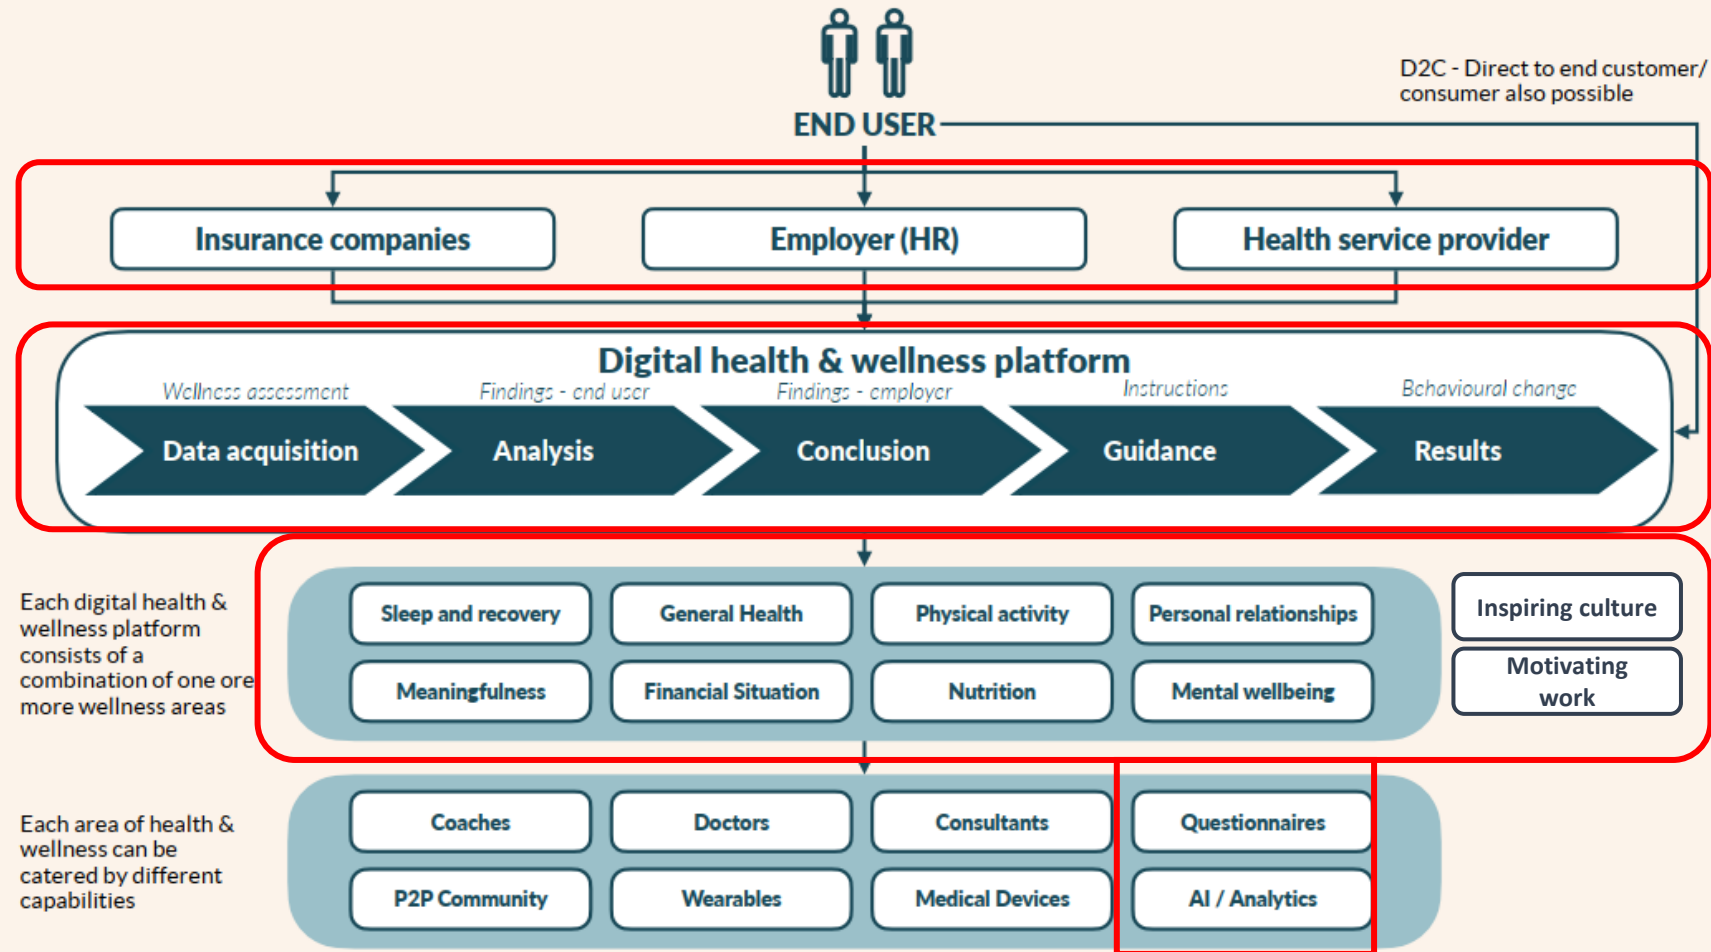 D2C - Direct to end customer/
consumer also possible
END USER
Insurance companies
Employer (HR)
Health service provider
Digital health & wellness platform
Wellness assessment
Findings - end user
Findings - employer
Instructions
Behavioural change
Data acquisition
Analysis
Conclusion
Guidance
Results
Each digital health &
wellness platform
consists of a
combination of one ore
more wellness areas
Sleep and recovery
General Health
Physical activity
Personal relationships
Inspiring culture
Meaningfulness
Financial Situation
Nutrition
Mental wellbeing
Motivating
work
Each area of health &
wellness can be
catered by different
capabilities
Coaches
Doctors
Consultants
Questionnaires
P2P Community
Wearables
Medical Devices
AI / Analytics